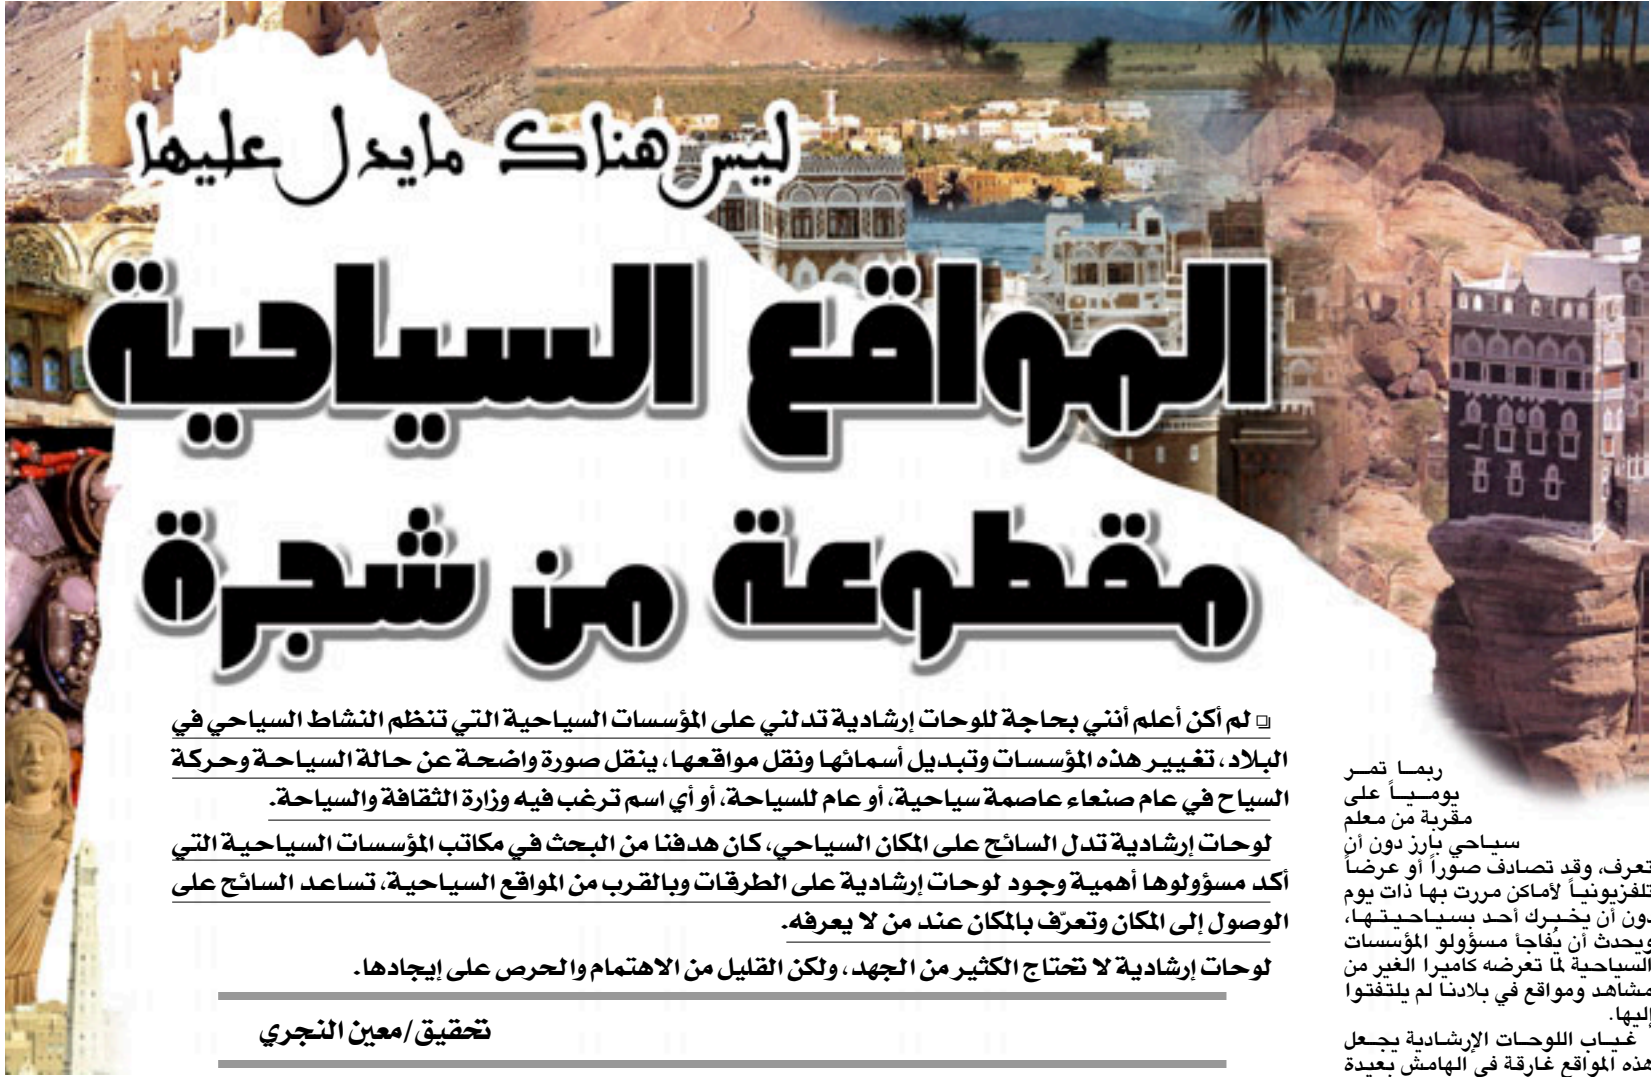 ليس هناك مايدل عليها
المواقع السياحية
مقطوعة من شجرة
لم أكن أعلم أنني بحاجة للوحات إرشادية تدلني على المؤسسات السياحية التي تنظم النشاط السياحي في
البلاد، تغيير هذه المؤسسات وتبديل أسمائها ونقل مواقعها، ينقل صورة واضحة عن حالة السياحة وحركة
السياح في عام صنعاء عاصمة سياحية، أو عام للسياحة، أو أي اسم ترغب فيه وزارة الثقافة والسياحة.
لوحات إرشادية تدل السائح على المكان السياحي، كان هدفنا من البحث في مكاتب المؤسسات السياحية التي
أكد مسؤولوها أهمية وجود لوحات إرشادية على الطرقات وبالقرب من المواقع السياحية، تساعد السائح على
الوصول إلى المكان وتعرّف بالمكان عند من لا يعرفه.
لوحات إرشادية لا تحتاج الكثير من الجهد، ولكن القليل من الاهتمام والحرص على إيجادها.
تحقيق/معين النجري
ربما تمر
يومياً على
مقربة من معلم
سياحي بارز دون أن
تعرف، وقد تصادف صوراً أو عرضاً
تلفزيونياً لأماكن مررت بها ذات يوم
دون أن يخبرك أحد بسياحيتها،
ويحدث أن يُفاجأ مسؤولو المؤسسات
السياحية لما تعرضه كاميرا الغير من
مشاهد ومواقع في بلادنا لم يلتفتوا
إليها.
غياب اللوحات الإرشادية يجعل
هذه المواقع غارقة في الهامش بعيدة